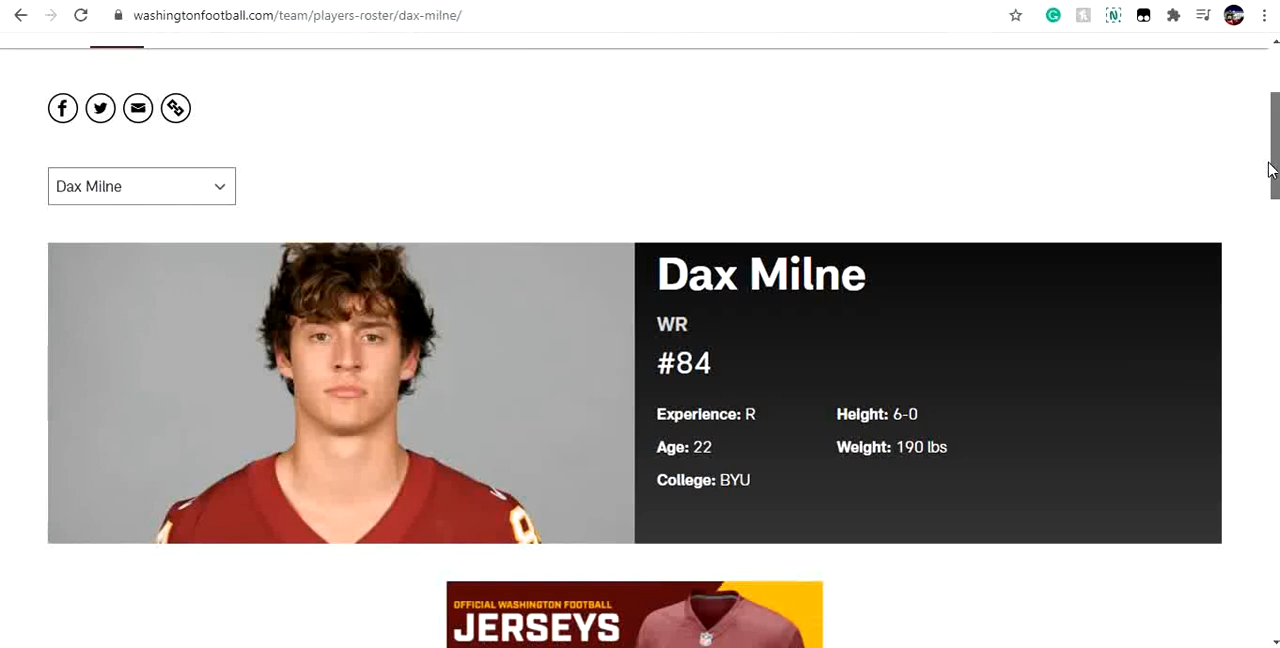 washingtonfootball.com/team/players-roster/dax-milne/
Dax Milne
Dax Milne
WR
#84
Experience: R
Height: 6-0
Age: 22
Weight: 190 lbs
College: BYU
OFFICIAL WASHINGTON FOOTBALL
JERSEYS